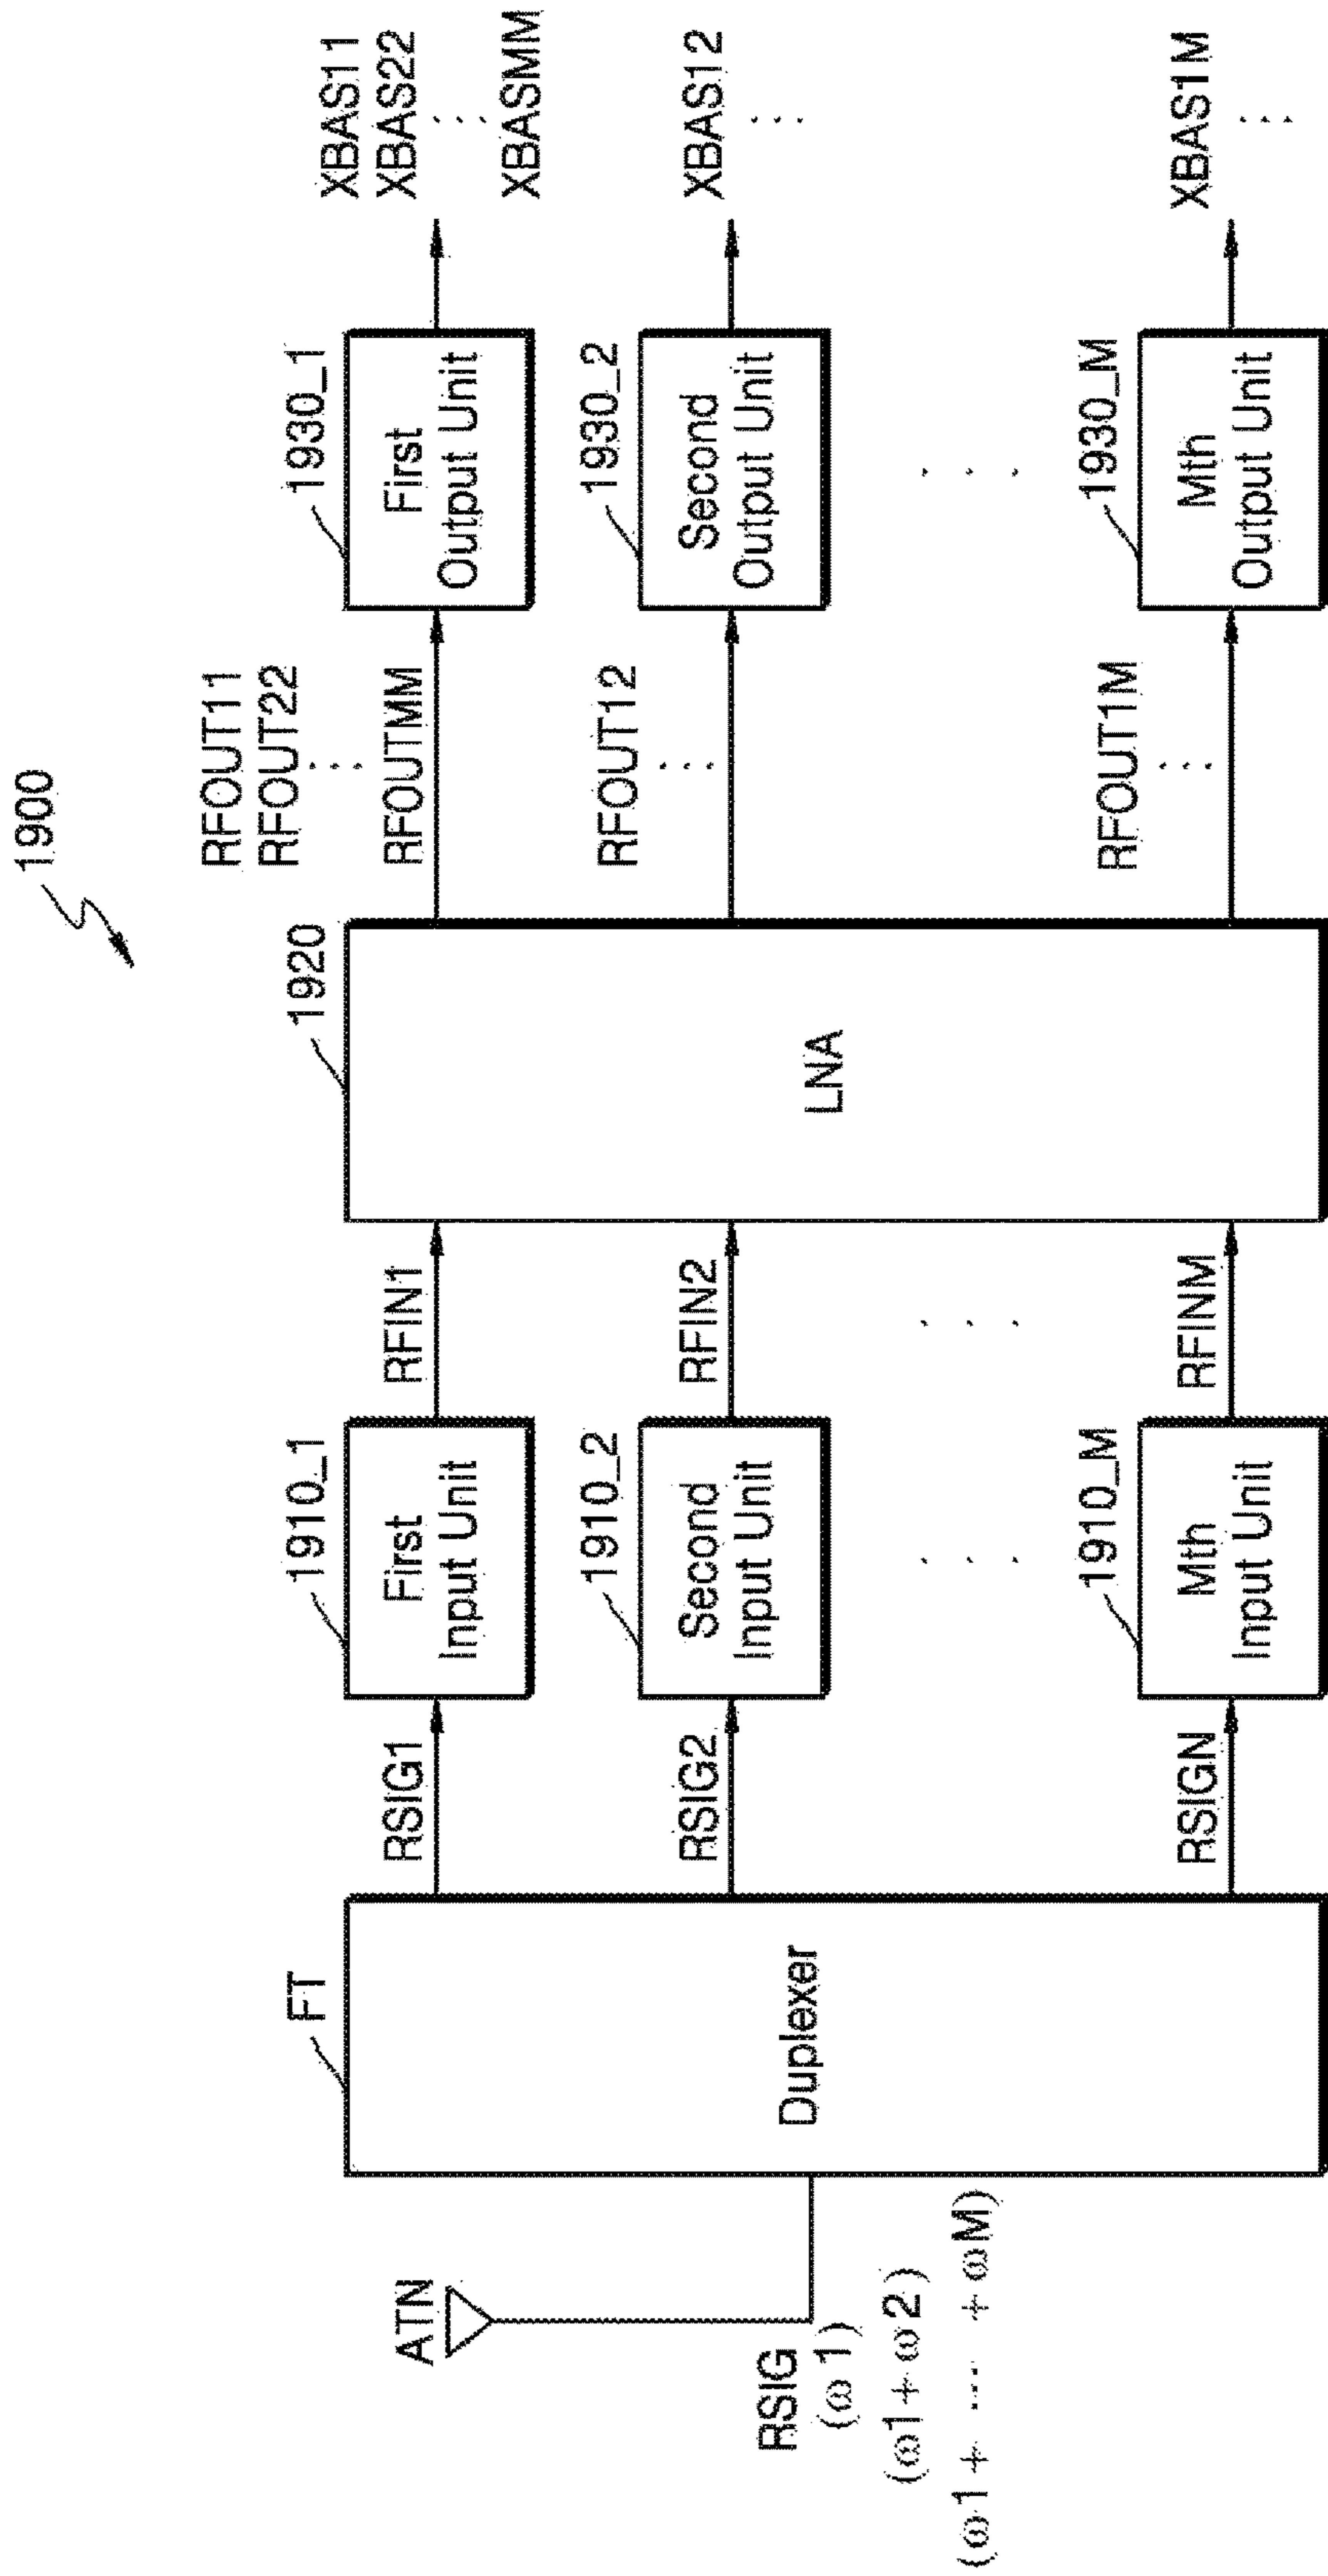 1900
ATN
RSIG
(ω1)
(ω1+ω2)
(ω1+ ... +ωM)
FT
Duplexer
RSIG1
RSIG2
RSIGN
1910_1
First
Input Unit
1910_2
Second
Input Unit
. . .
1910_M
Mth
Input Unit
RFIN1
RFIN2
. . .
RFINM
1920
LNA
RFOUT11
RFOUT22
. . .
RFOUTMM
RFOUT12
. . .
RFOUT1M
. . .
1930_1
First
Output Unit
1930_2
Second
Output Unit
. . .
1930_M
Mth
Output Unit
XBAS11
XBAS22
. . .
XBASMM
XBAS12
. . .
XBAS1M
. . .